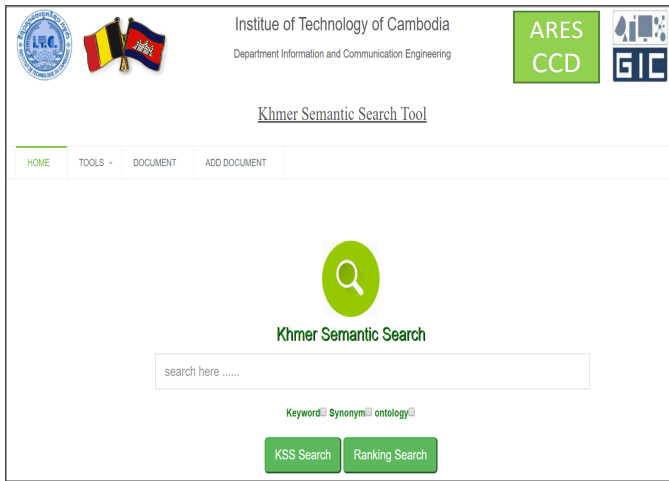 Institue of Technology of Cambodia
Department Information and Communication Engineering
I.T.C.
ARES
CCD
GIC
Khmer Semantic Search Tool
HOME TOOLS DOCUMENT ADD DOCUMENT
Khmer Semantic Search
search here ......
Keyword Synonym ontology
KSS Search Ranking Search